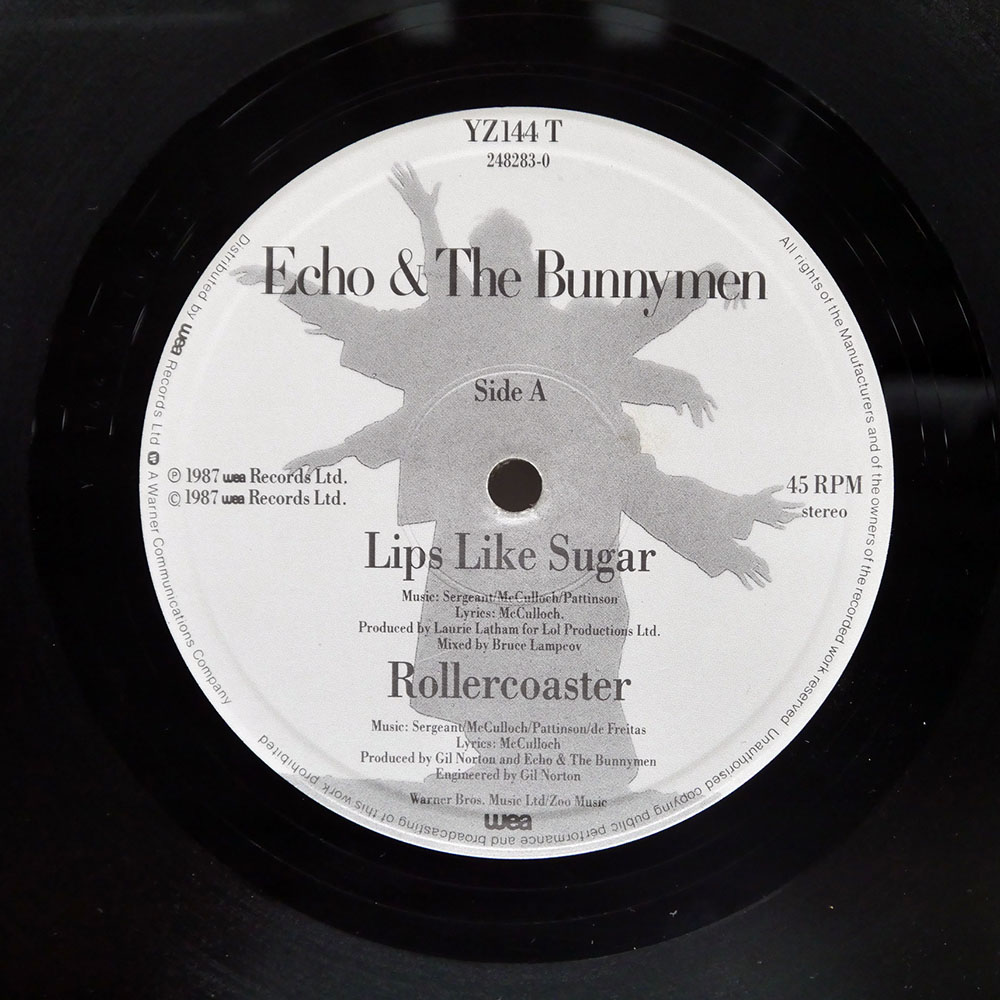 YZ144 T
248283-0
Echo & The Bunnymen
Side A
℗ 1987 wea Records Ltd.
© 1987 wea Records Ltd.
45 RPM
stereo
Lips Like Sugar
Music: Sergeant/McCulloch/Pattinson
Lyrics: McCulloch.
Produced by Laurie Latham for Lol Productions Ltd.
Mixed by Bruce Lampcov
Rollercoaster
Music: Sergeant/McCulloch/Pattinson/de Freitas
Lyrics: McCulloch
Produced by Gil Norton and Echo & The Bunnymen
Engineered by Gil Norton
Warner Bros. Music Ltd/Zoo Music
wea
Distributed by wea Records Ltd. A Warner Communications Company
All rights of the Manufacturers and of the owners of the recorded work reserved Unauthorised copying public performance and broadcasting of this work prohibited